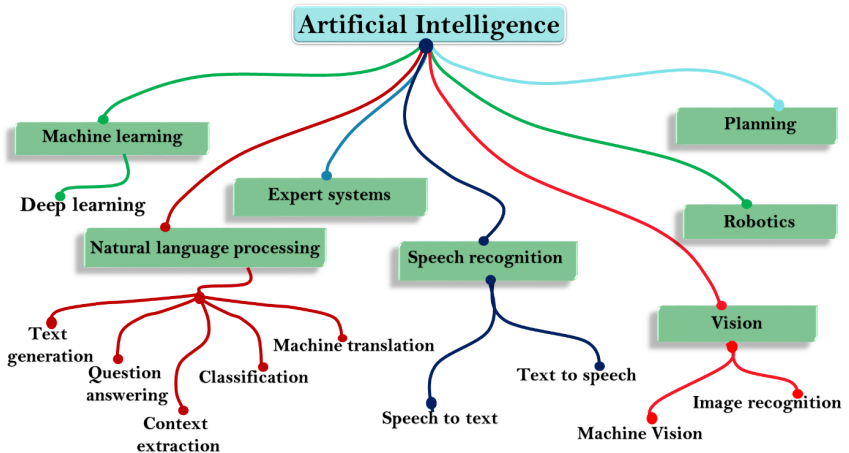 Artificial Intelligence
Machine learning
Planning
Deep learning
Expert systems
Robotics
Natural language processing
Speech recognition
Vision
Text
generation
Question
answering
Context
extraction
Classification
Machine translation
Speech to text
Text to speech
Machine Vision
Image recognition